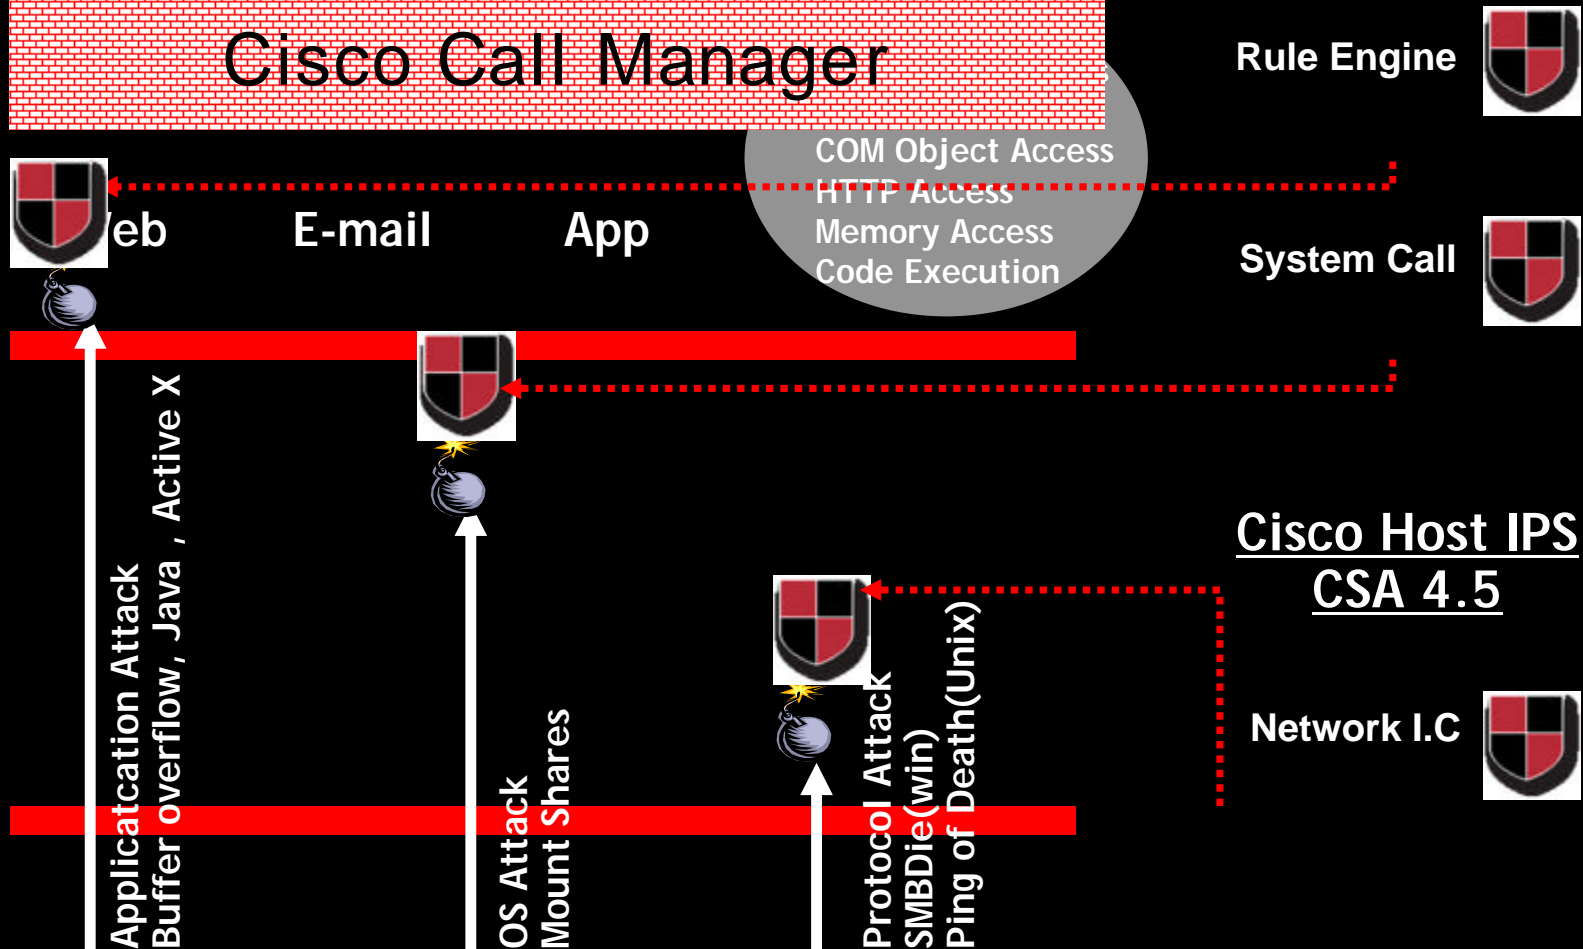 Cisco Call Manager
Rule Engine
COM Object Access
HTTP Access
Memory Access
Code Execution
E-mail
App
System Call
Applicatcation Attack
Buffer overflow, Java , Active X
OS Attack
Mount Shares
Protocol Attack
SMBDie(win)
Ping of Death(Unix)
Cisco Host IPS
CSA 4.5
Network I.C